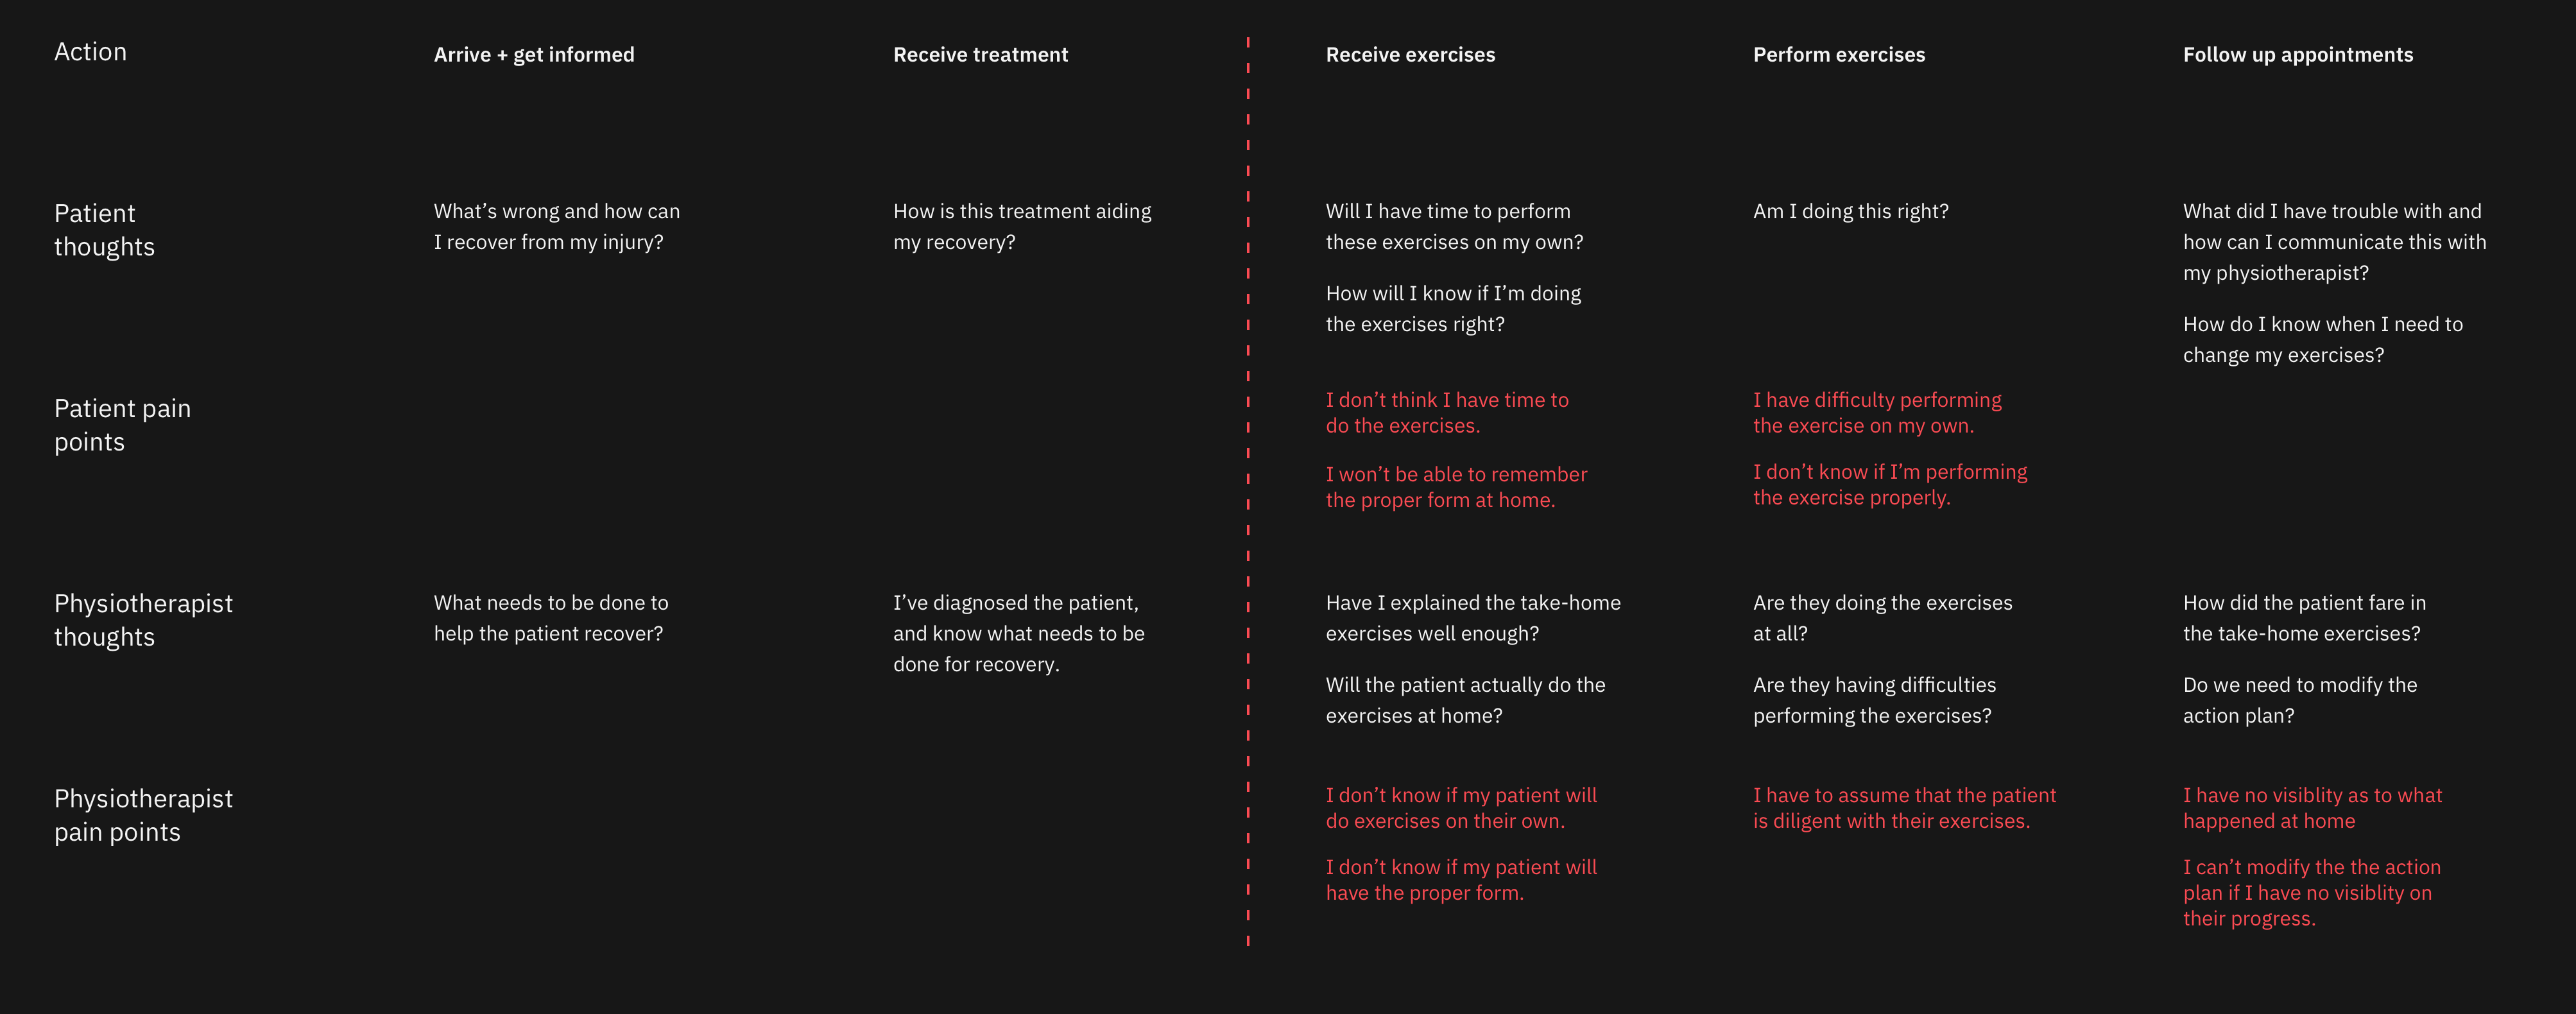 Action
Arrive + get informed
Receive treatment
Receive exercises
Perform exercises
Follow up appointments
Patient
thoughts
What’s wrong and how can
I recover from my injury?
How is this treatment aiding
my recovery?
Will I have time to perform
these exercises on my own?
How will I know if I’m doing
the exercises right?
Am I doing this right?
What did I have trouble with and
how can I communicate this with
my physiotherapist?
How do I know when I need to
change my exercises?
Patient pain
points
I don’t think I have time to
do the exercises.
I won’t be able to remember
the proper form at home.
I have difficulty performing
the exercise on my own.
I don’t know if I’m performing
the exercise properly.
Physiotherapist
thoughts
What needs to be done to
help the patient recover?
I’ve diagnosed the patient,
and know what needs to be
done for recovery.
Have I explained the take-home
exercises well enough?
Will the patient actually do the
exercises at home?
Are they doing the exercises
at all?
Are they having difficulties
performing the exercises?
How did the patient fare in
the take-home exercises?
Do we need to modify the
action plan?
Physiotherapist
pain points
I don’t know if my patient will
do exercises on their own.
I don’t know if my patient will
have the proper form.
I have to assume that the patient
is diligent with their exercises.
I have no visiblity as to what
happened at home
I can’t modify the the action
plan if I have no visiblity on
their progress.